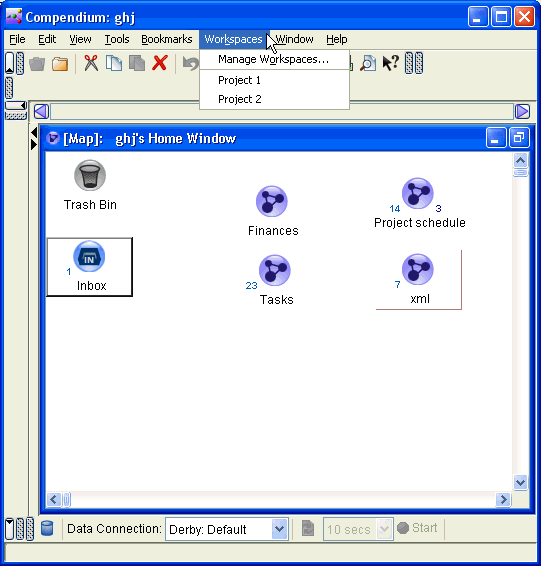 Compendium: ghj
File Edit View Tools Bookmarks Workspaces Window Help
Manage Workspaces...
Project 1
Project 2
[Map]: ghj's Home Window
Trash Bin
Finances
14 3
Project schedule
IN
1
Inbox
23
Tasks
7
xml
Data Connection: Derby: Default 10 secs Start